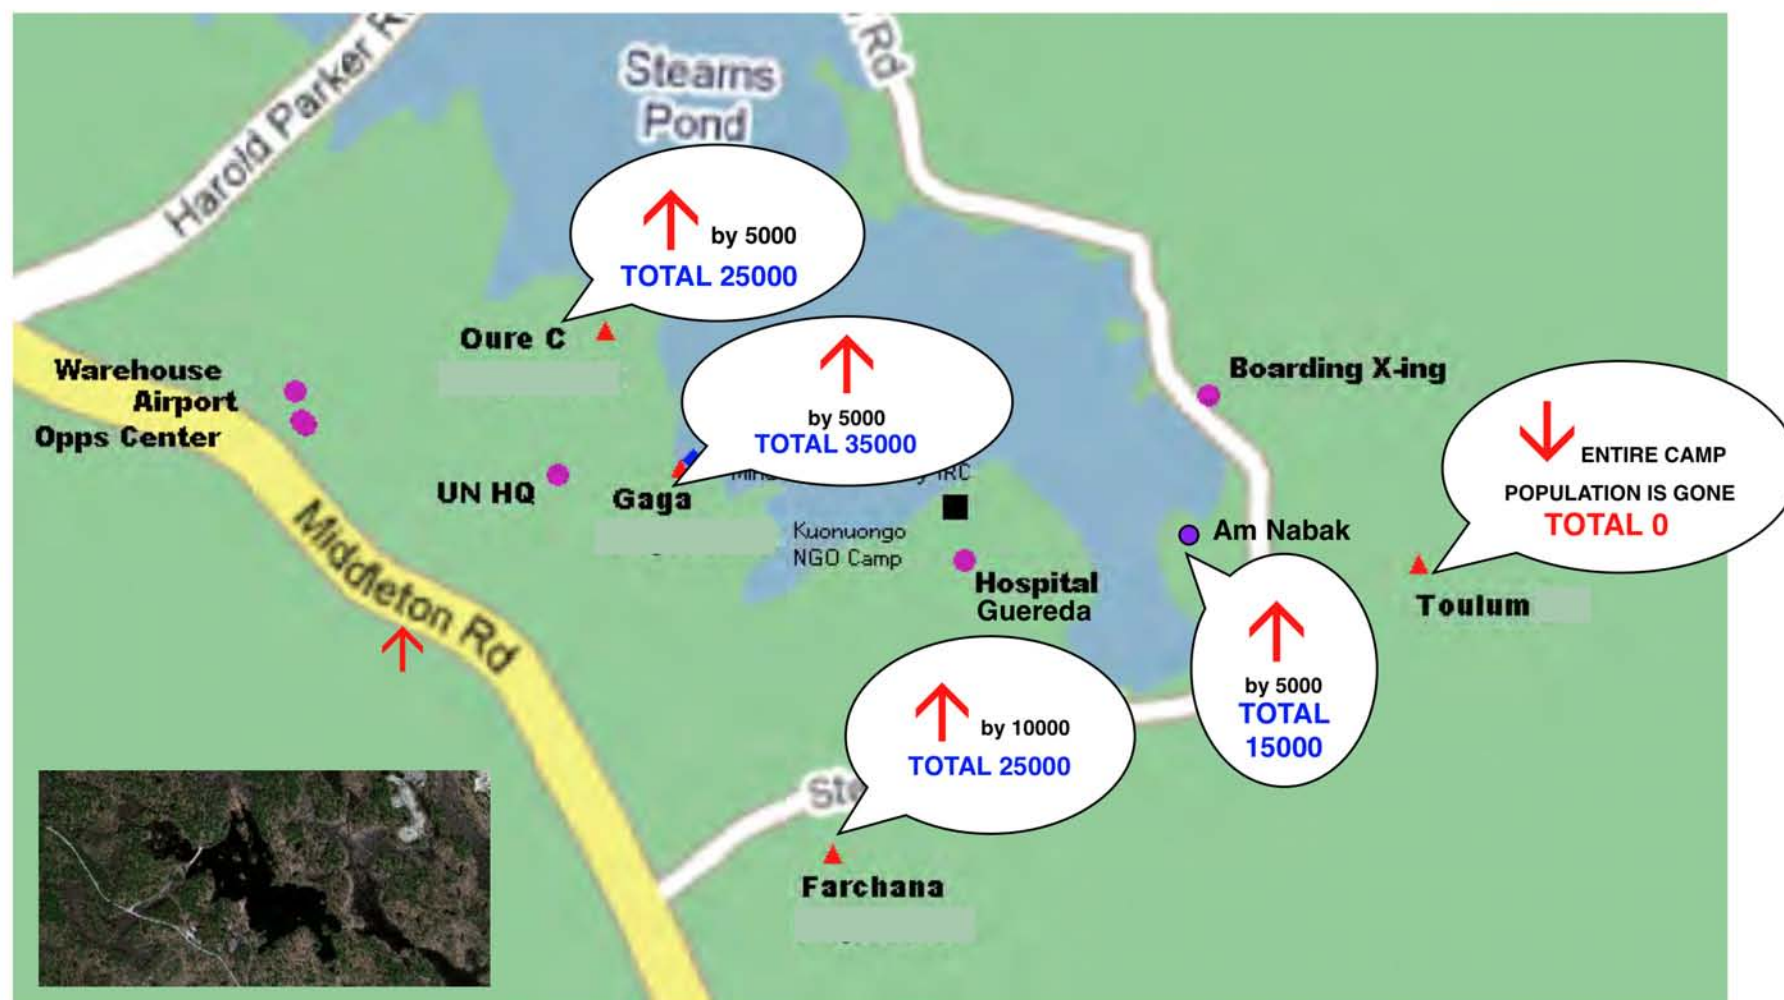 Harold Parker
Rd
Stearns
Pond
by 5000
TOTAL 25000
Oure C
by 5000
TOTAL 35000
Warehouse
Airport
Opps Center
UN HQ
Gaga
IRC
Kuonuongo
NGO Camp
Hospital
Guereda
Boarding X-ing
Am Nabak
ENTIRE CAMP
POPULATION IS GONE
TOTAL 0
Toulum
by 5000
TOTAL
15000
Middleton Rd
by 10000
TOTAL 25000
Farchana